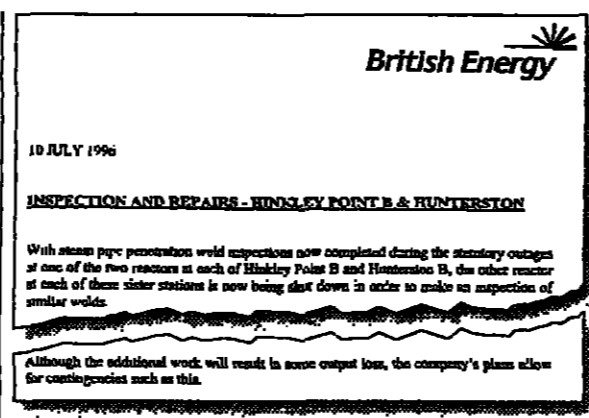 British Energy
10 JULY 1996
INSPECTION AND REPAIRS - HINKLEY POINT B & HUNTERSTON
With steam pipe penetration weld inspections now completed during the statutory outages
at one of the two reactors at each of Hinkley Point B and Hunterston B, the other reactor
at each of these sister stations is now being shut down in order to make an inspection of
similar welds.
Although the additional work will result in some output loss, the company's plans allow
for contingencies such as this.